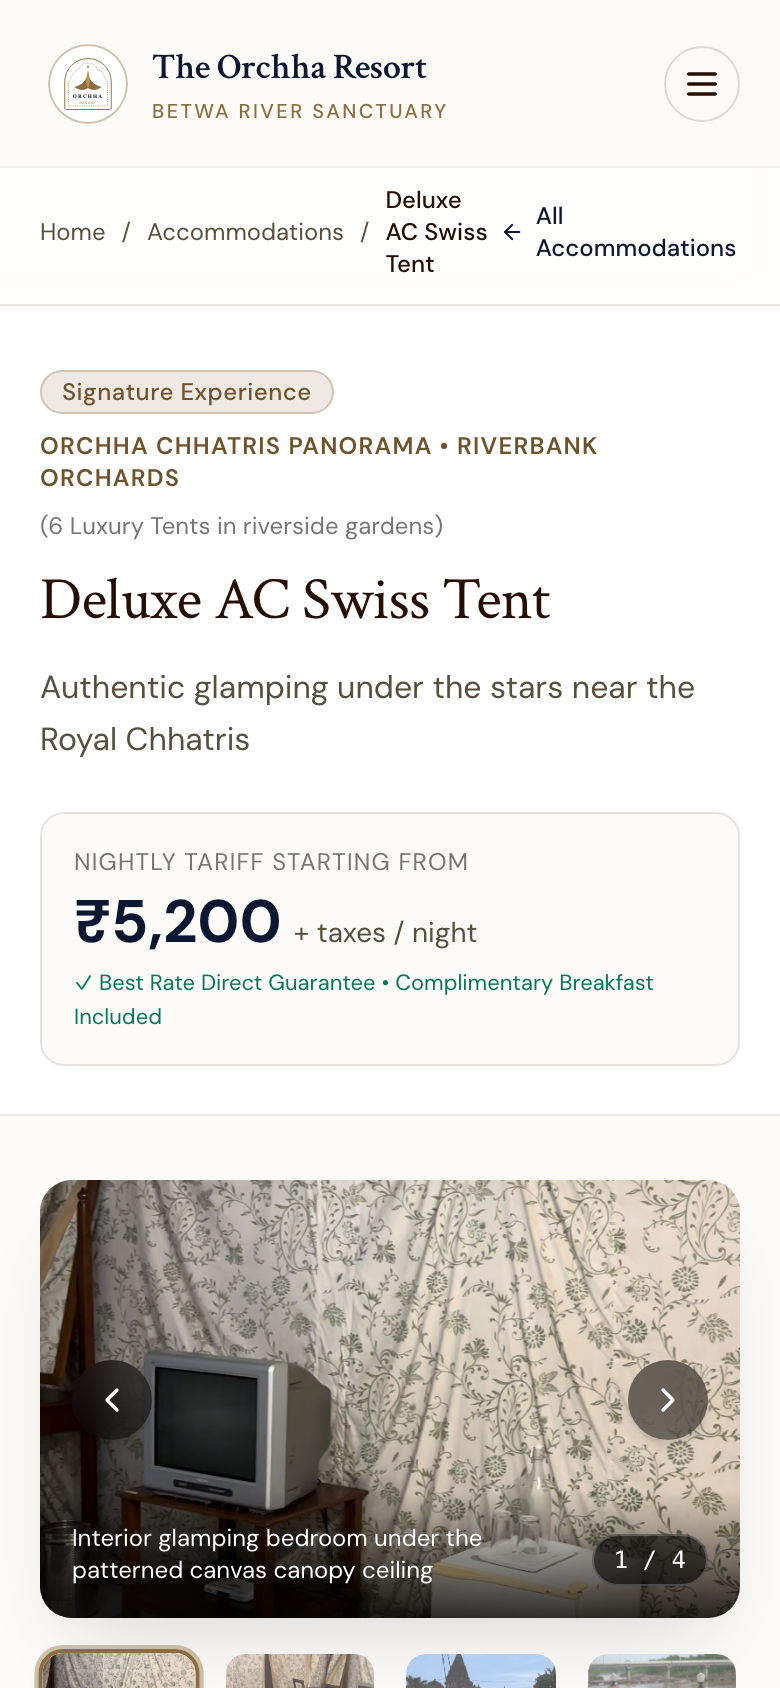 ORCHHA
RESORT
The Orchha Resort
BETWA RIVER SANCTUARY
Home / Accommodations / Deluxe
AC Swiss
Tent
← All
Accommodations
Signature Experience
ORCHHA CHHATRIS PANORAMA • RIVERBANK
ORCHARDS
(6 Luxury Tents in riverside gardens)
Deluxe AC Swiss Tent
Authentic glamping under the stars near the
Royal Chhatris
NIGHTLY TARIFF STARTING FROM
₹5,200 + taxes / night
✓ Best Rate Direct Guarantee • Complimentary Breakfast
Included
Interior glamping bedroom under the
patterned canvas canopy ceiling
1 / 4